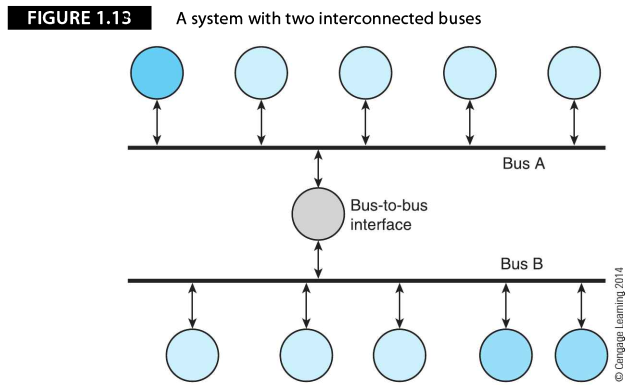 FIGURE 1.13 A system with two interconnected buses
Bus A
Bus-to-bus
interface
Bus B
© Cengage Learning 2014